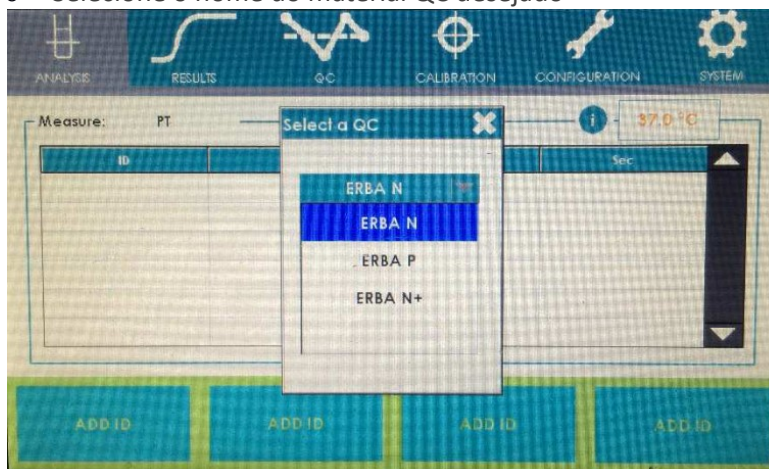 Selecione o nome do material QC desejado
ANALYSIS RESULTS QC CALIBRATION CONFIGURATION SYSTEM
Measure: PT Select a QC i 37.0 °C
ID Sec
ERBA N
ERBA N
ERBA P
ERBA N+
ADD ID ADD ID ADD ID ADD ID